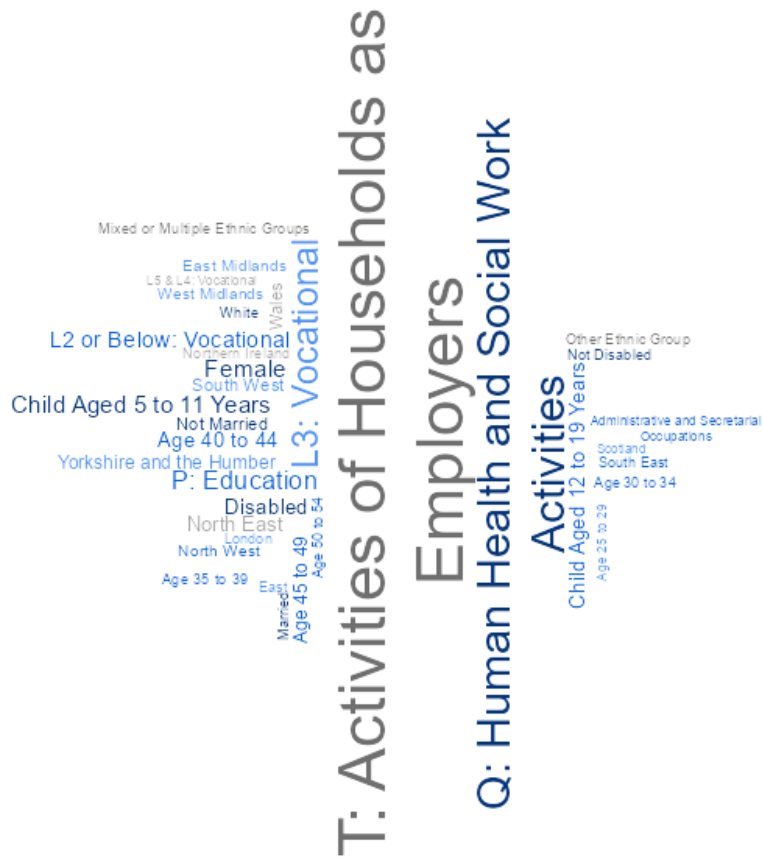 T: Activities of Households as
Employers
Q: Human Health and Social Work
Activities
Mixed or Multiple Ethnic Groups
East Midlands
L5 & L4: Vocational
West Midlands
Wales
White
L3: Vocational
L2 or Below: Vocational
Northern Ireland
Female
South West
Child Aged 5 to 11 Years
Not Married
Age 40 to 44
Yorkshire and the Humber
P: Education
Disabled
Age 50 to 54
North East
London
North West
Age 45 to 49
Age 35 to 39
East
Married
Other Ethnic Group
Not Disabled
Child Aged 12 to 19 Years
Administrative and Secretarial
Occupations
Scotland
South East
Age 30 to 34
Age 25 to 29